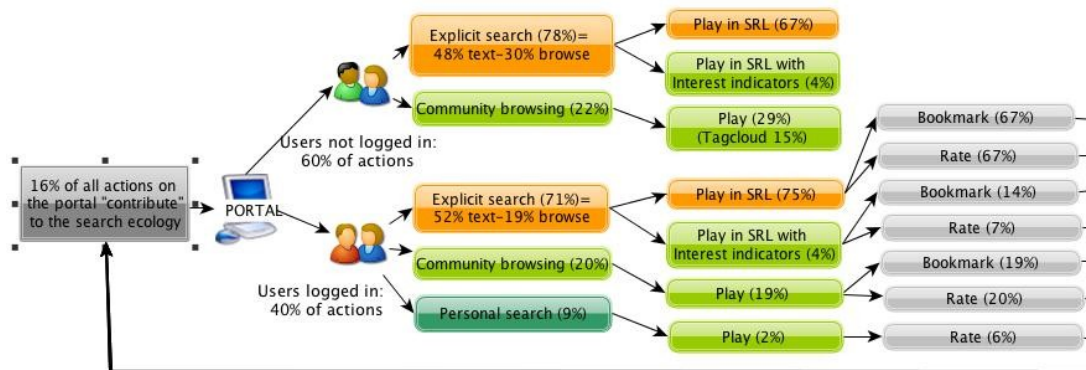 16% of all actions on
the portal "contribute"
to the search ecology
PORTAL
Users not logged in:
60% of actions
Explicit search (78%)=
48% text-30% browse
Community browsing (22%)
Play in SRL (67%)
Play in SRL with
Interest indicators (4%)
Play (29%)
(Tagcloud 15%)
Users logged in:
40% of actions
Explicit search (71%)=
52% text-19% browse
Community browsing (20%)
Personal search (9%)
Play in SRL (75%)
Play in SRL with
Interest indicators (4%)
Play (19%)
Play (2%)
Bookmark (67%)
Rate (67%)
Bookmark (14%)
Rate (7%)
Bookmark (19%)
Rate (20%)
Rate (6%)